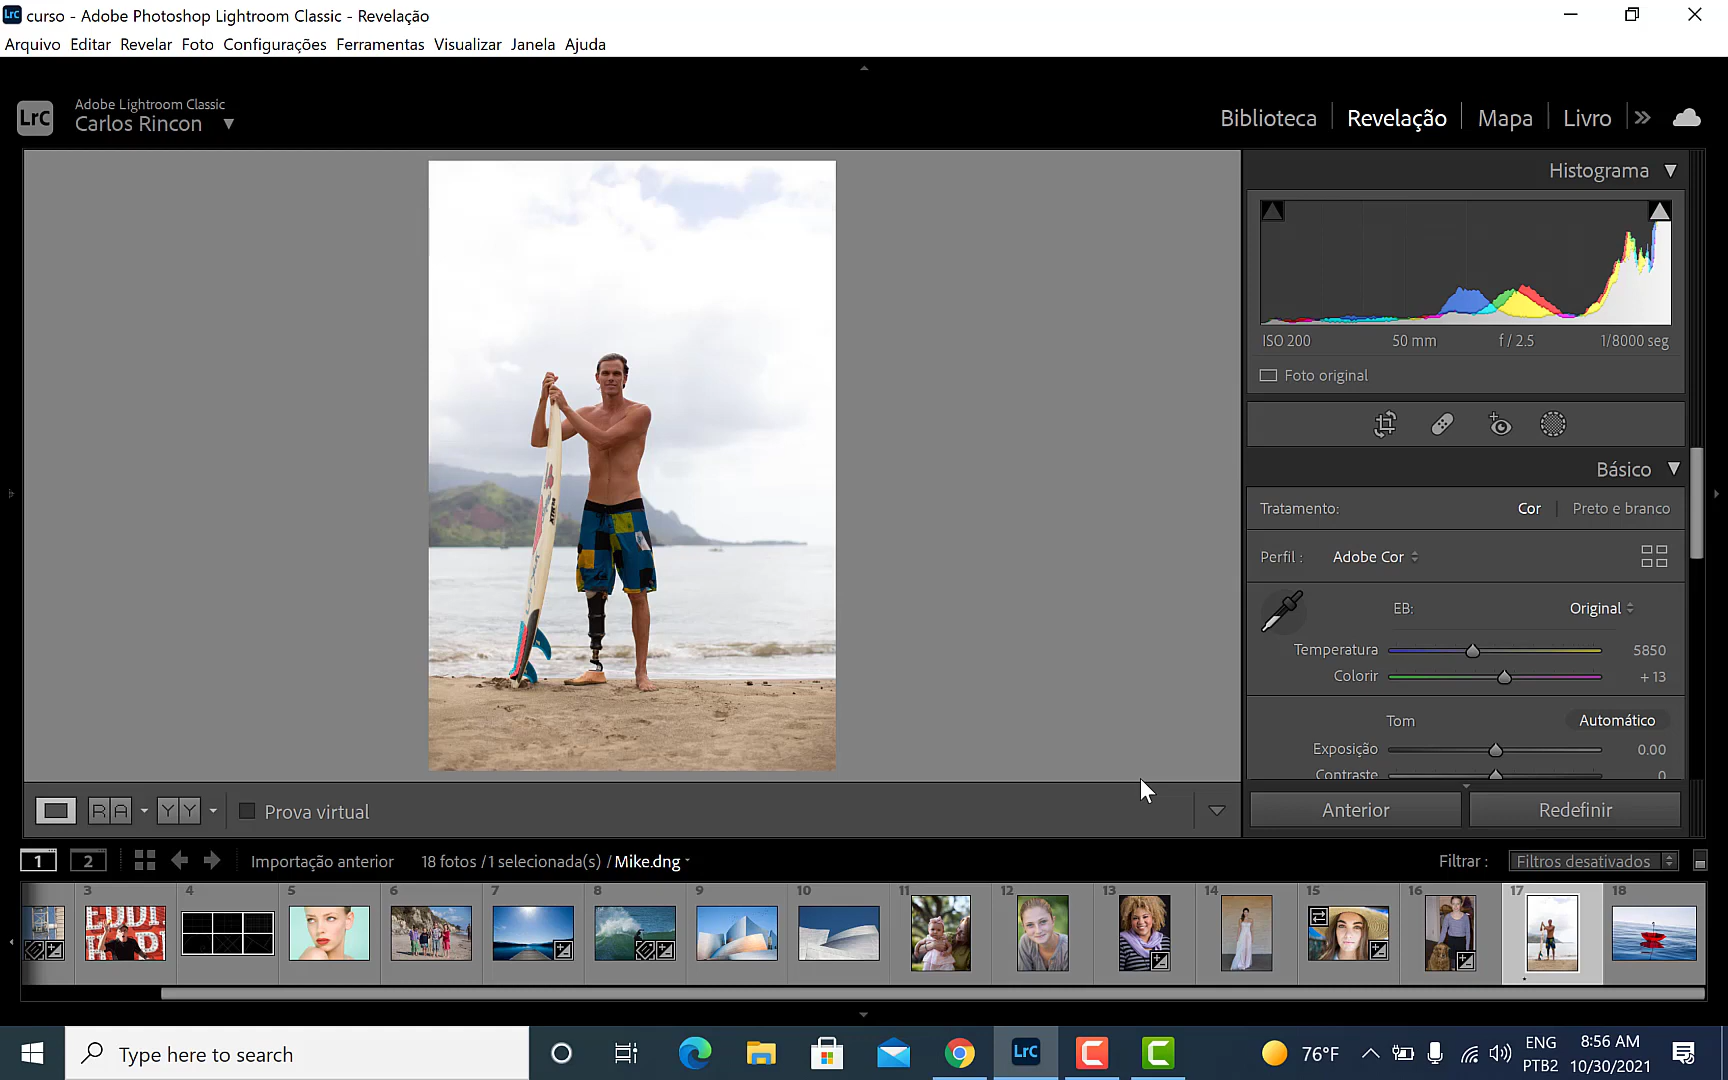 Lrc curso - Adobe Photoshop Lightroom Classic - Revelação
Arquivo Editar Revelar Foto Configurações Ferramentas Visualizar Janela Ajuda
LrC
Adobe Lightroom Classic
Carlos Rincon
Biblioteca Revelação Mapa Livro
Histograma
ISO 200 50 mm f / 2.5 1/8000 seg
Foto original
Básico
Tratamento: Cor Preto e branco
Perfil : Adobe Cor
EB: Original
Temperatura 5850
Colorir + 13
Tom Automático
Exposição 0.00
Contraste 0
R A Y Y Prova virtual
Anterior Redefinir
1 2 Importação anterior 18 fotos /1 selecionada(s) /Mike.dng
Filtrar : Filtros desativados
3 4 5 6 7 8 9 10 11 12 13 14 15 16 17 18
Type here to search
LrC
76°F
ENG
PTB2
8:56 AM
10/30/2021